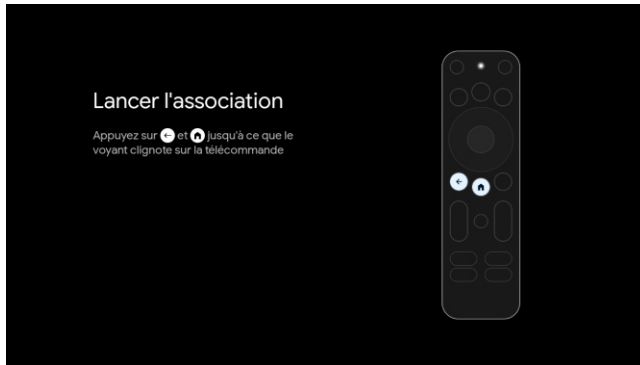 Lancer l'association
Appuyez sur et jusqu'à ce que le
voyant clignote sur la télécommande